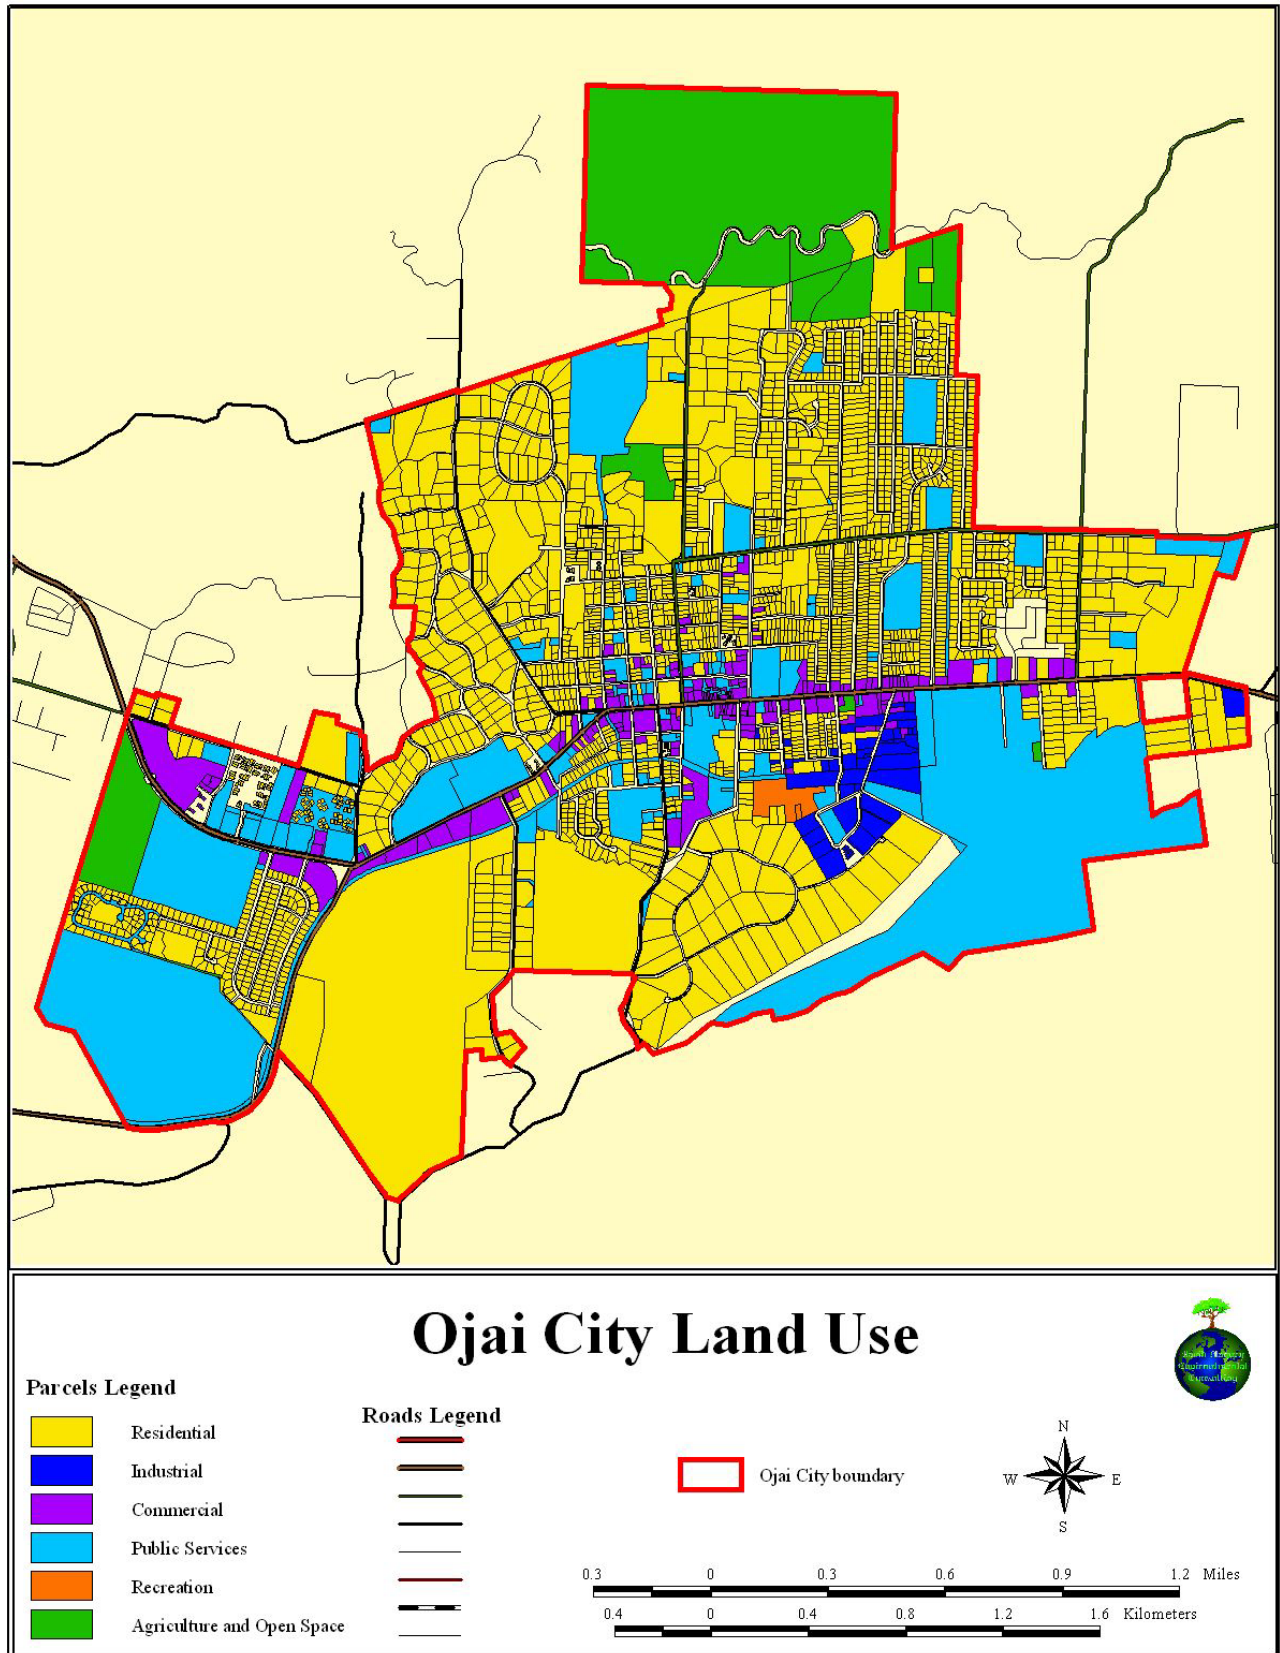 Ojai City Land Use
Parcels Legend
Residential
Industrial
Commercial
Public Services
Recreation
Agriculture and Open Space
Roads Legend
Ojai City boundary
N
W E
S
0.3 0 0.3 0.6 0.9 1.2 Miles
0.4 0 0.4 0.8 1.2 1.6 Kilometers